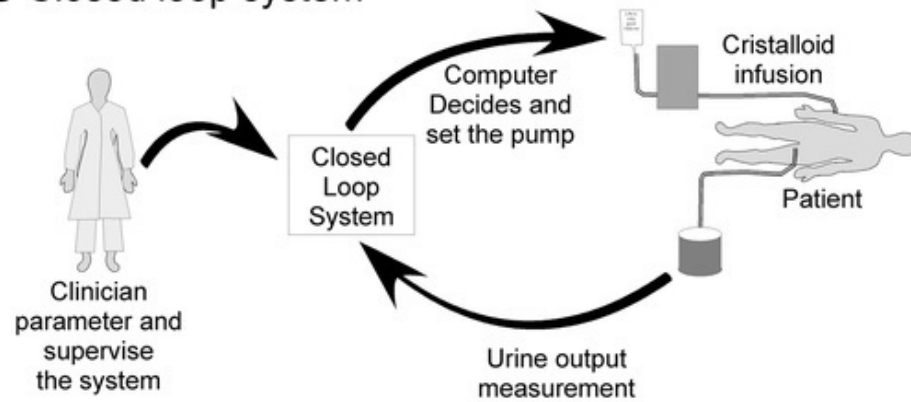 Closed loop system
Computer
Decides and
set the pump
Cristalloid
infusion
Closed
Loop
System
Patient
Clinician
parameter and
supervise
the system
Urine output
measurement